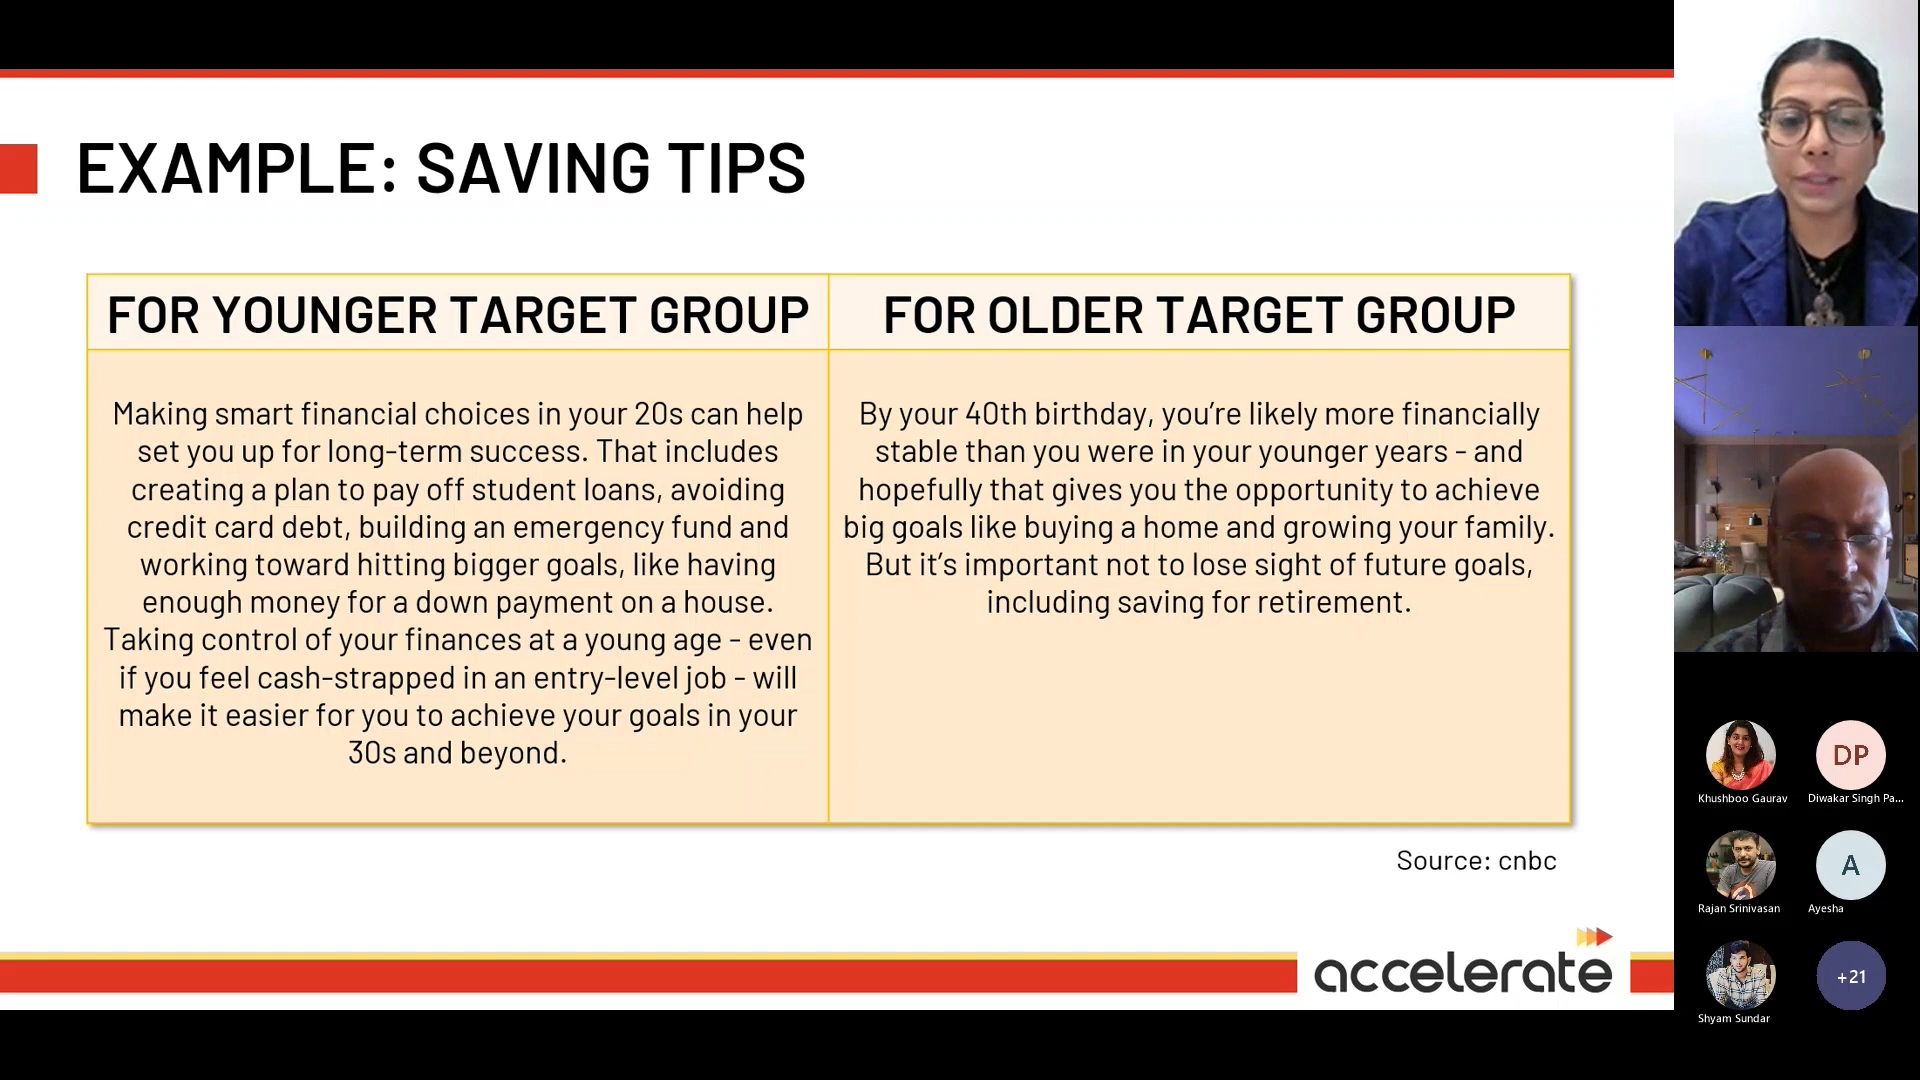 EXAMPLE: SAVING TIPS
FOR YOUNGER TARGET GROUP
Making smart financial choices in your 20s can help
set you up for long-term success. That includes
creating a plan to pay off student loans, avoiding
credit card debt, building an emergency fund and
working toward hitting bigger goals, like having
enough money for a down payment on a house.
Taking control of your finances at a young age - even
if you feel cash-strapped in an entry-level job - will
make it easier for you to achieve your goals in your
30s and beyond.
FOR OLDER TARGET GROUP
By your 40th birthday, you’re likely more financially
stable than you were in your younger years - and
hopefully that gives you the opportunity to achieve
big goals like buying a home and growing your family.
But it’s important not to lose sight of future goals,
including saving for retirement.
Source: cnbc
accelerate
Khushboo Gaurav
DP
Diwakar Singh Pa...
Rajan Srinivasan
A
Ayesha
Shyam Sundar
+21